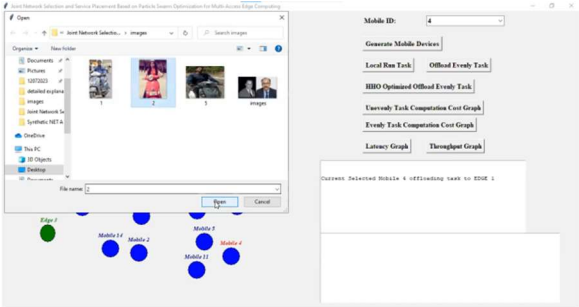 Joint Network Selection and Service Placement Based on Particle Swarm Optimization for Multi-Access Edge Computing
Open
Joint Network Selectio... > images
Search images
Organize
New folder
Documents
Pictures
12072023
detailed explana
images
Joint Network Se
Synthetic NET A
OneDrive
This PC
3D Objects
Desktop
Documents
1
2
5
images
File name:
2
Open
Cancel
Mobile ID:
4
Generate Mobile Devices
Local Run Task
Offload Evenly Task
HHO Optimized Offload Evenly Task
Unevenly Task Computation Cost Graph
Evenly Task Computation Cost Graph
Latency Graph
Throughput Graph
Current Selected Mobile 4 offloading task to EDGE 1
Edge 3
Mobile 14
Mobile 2
Mobile 5
Mobile 4
Mobile 11